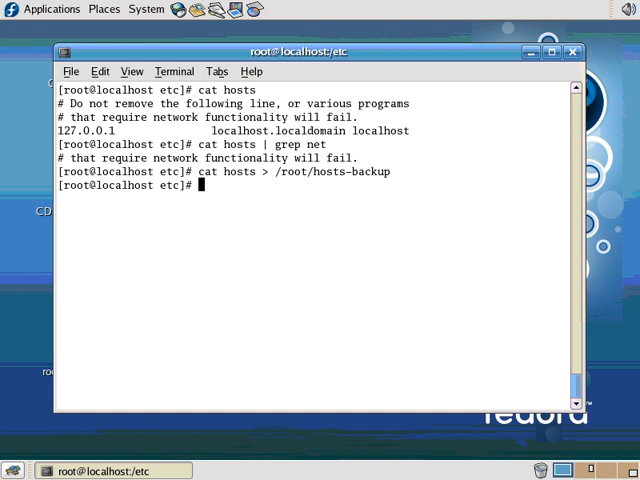 Applications Places System
root@localhost:/etc
File Edit View Terminal Tabs Help
[root@localhost etc]# cat hosts
# Do not remove the following line, or various programs
# that require network functionality will fail.
127.0.0.1 localhost.localdomain localhost
[root@localhost etc]# cat hosts | grep net
# that require network functionality will fail.
[root@localhost etc]# cat hosts > /root/hosts-backup
[root@localhost etc]#
CD
fedora™
root@localhost:/etc